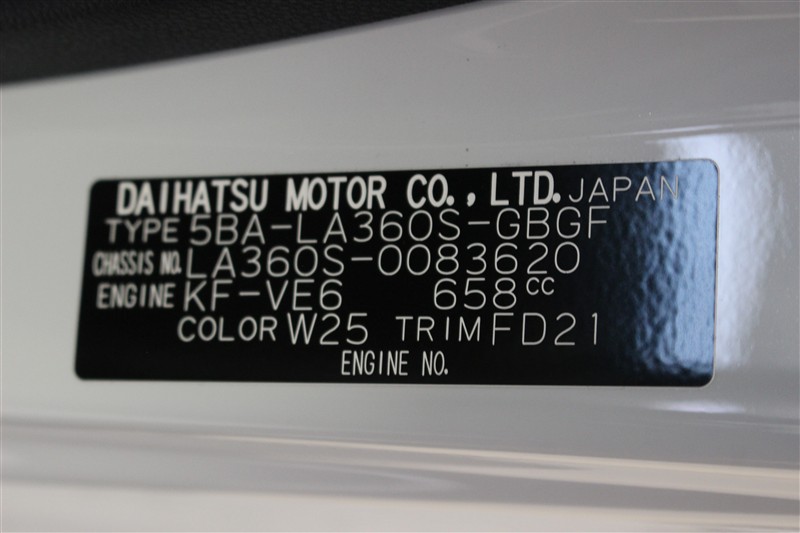 DAIHATSU MOTOR CO., LTD. JAPAN
TYPE 5BA-LA360S-GBGF
CHASSIS NO. LA360S-0083620
ENGINE KF-VE6 658cc
COLOR W25 TRIM FD21
ENGINE NO.